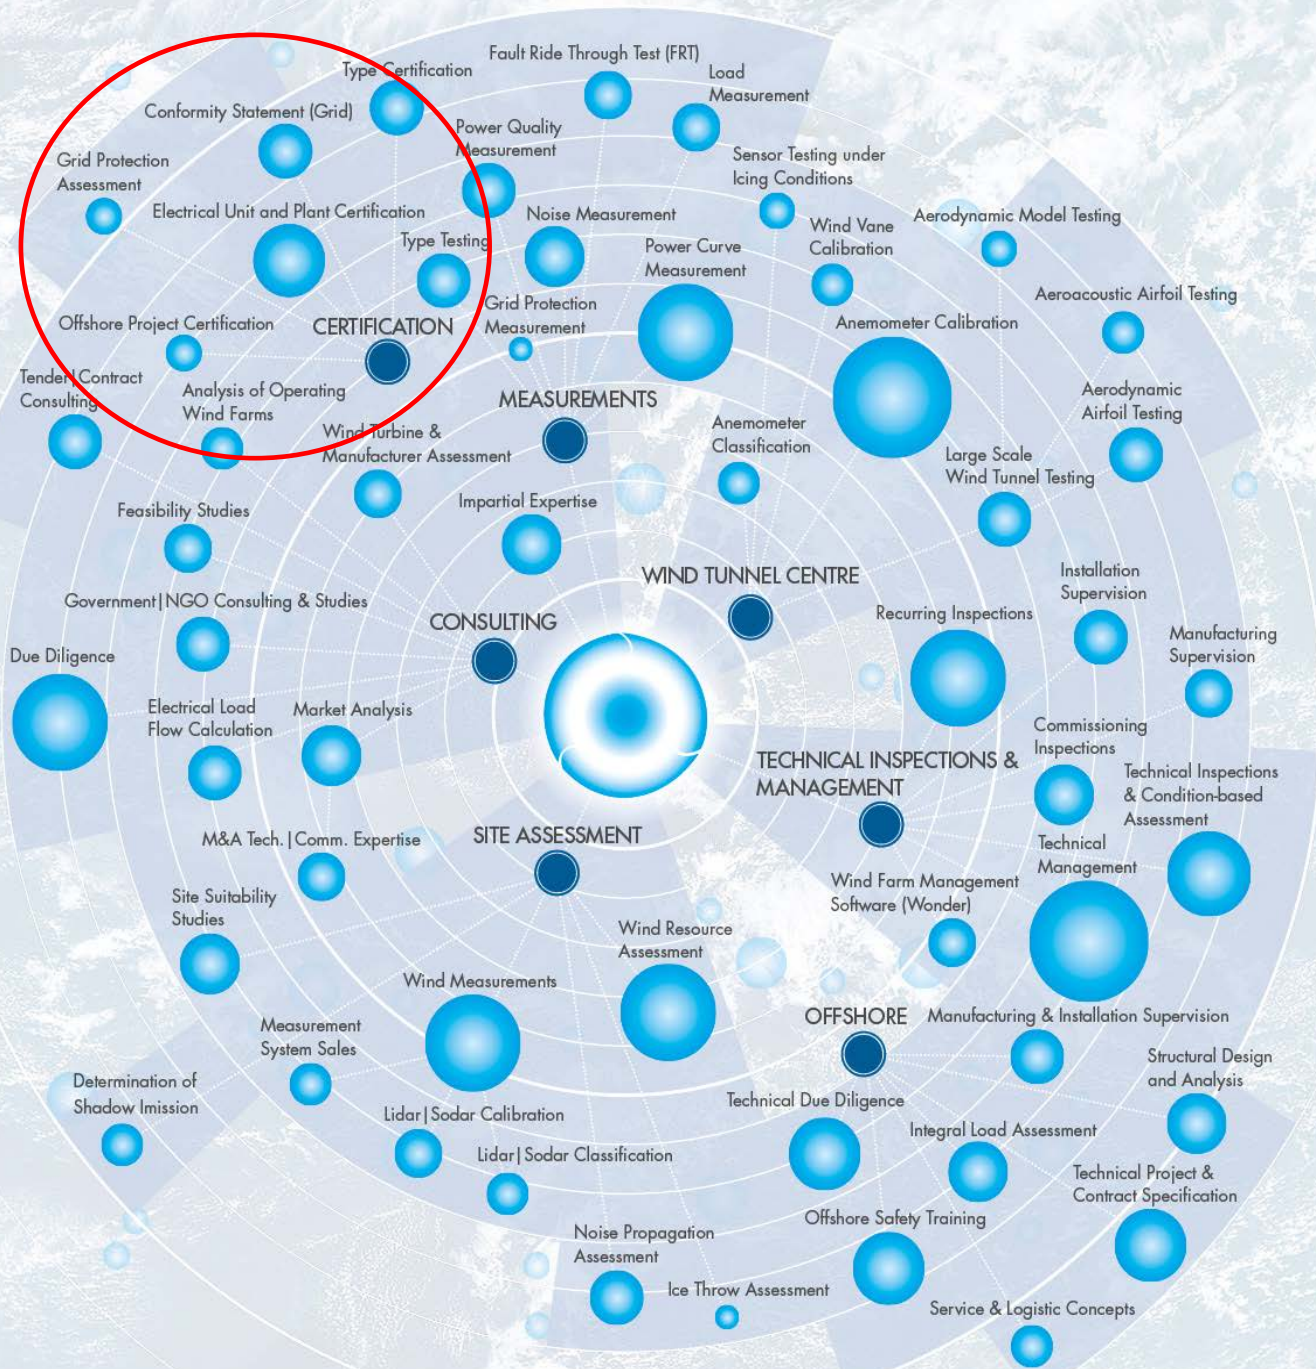 Fault Ride Through Test (FRT)
Type Certification
Load
Measurement
Conformity Statement (Grid)
Power Quality
Measurement
Grid Protection
Assessment
Sensor Testing under
Icing Conditions
Electrical Unit and Plant Certification
Noise Measurement
Aerodynamic Model Testing
Wind Vane
Calibration
Type Testing
Power Curve
Measurement
Aeroacoustic Airfoil Testing
Grid Protection
Measurement
Offshore Project Certification
CERTIFICATION
Anemometer Calibration
Tender|Contract
Consulting
Analysis of Operating
Wind Farms
MEASUREMENTS
Aerodynamic
Airfoil Testing
Wind Turbine &
Manufacturer Assessment
Anemometer
Classification
Large Scale
Wind Tunnel Testing
Impartial Expertise
Feasibility Studies
WIND TUNNEL CENTRE
Installation
Supervision
Government|NGO Consulting & Studies
CONSULTING
Recurring Inspections
Manufacturing
Supervision
Due Diligence
Electrical Load
Flow Calculation
Market Analysis
Commissioning
Inspections
TECHNICAL INSPECTIONS &
MANAGEMENT
Technical Inspections
& Condition-based
Assessment
M&A Tech.|Comm. Expertise
SITE ASSESSMENT
Technical
Management
Wind Farm Management
Software (Wonder)
Site Suitability
Studies
Wind Resource
Assessment
Wind Measurements
OFFSHORE
Manufacturing & Installation Supervision
Measurement
System Sales
Structural Design
and Analysis
Determination of
Shadow Imission
Technical Due Diligence
Lidar|Sodar Calibration
Integral Load Assessment
Lidar|Sodar Classification
Technical Project &
Contract Specification
Offshore Safety Training
Noise Propagation
Assessment
Ice Throw Assessment
Service & Logistic Concepts